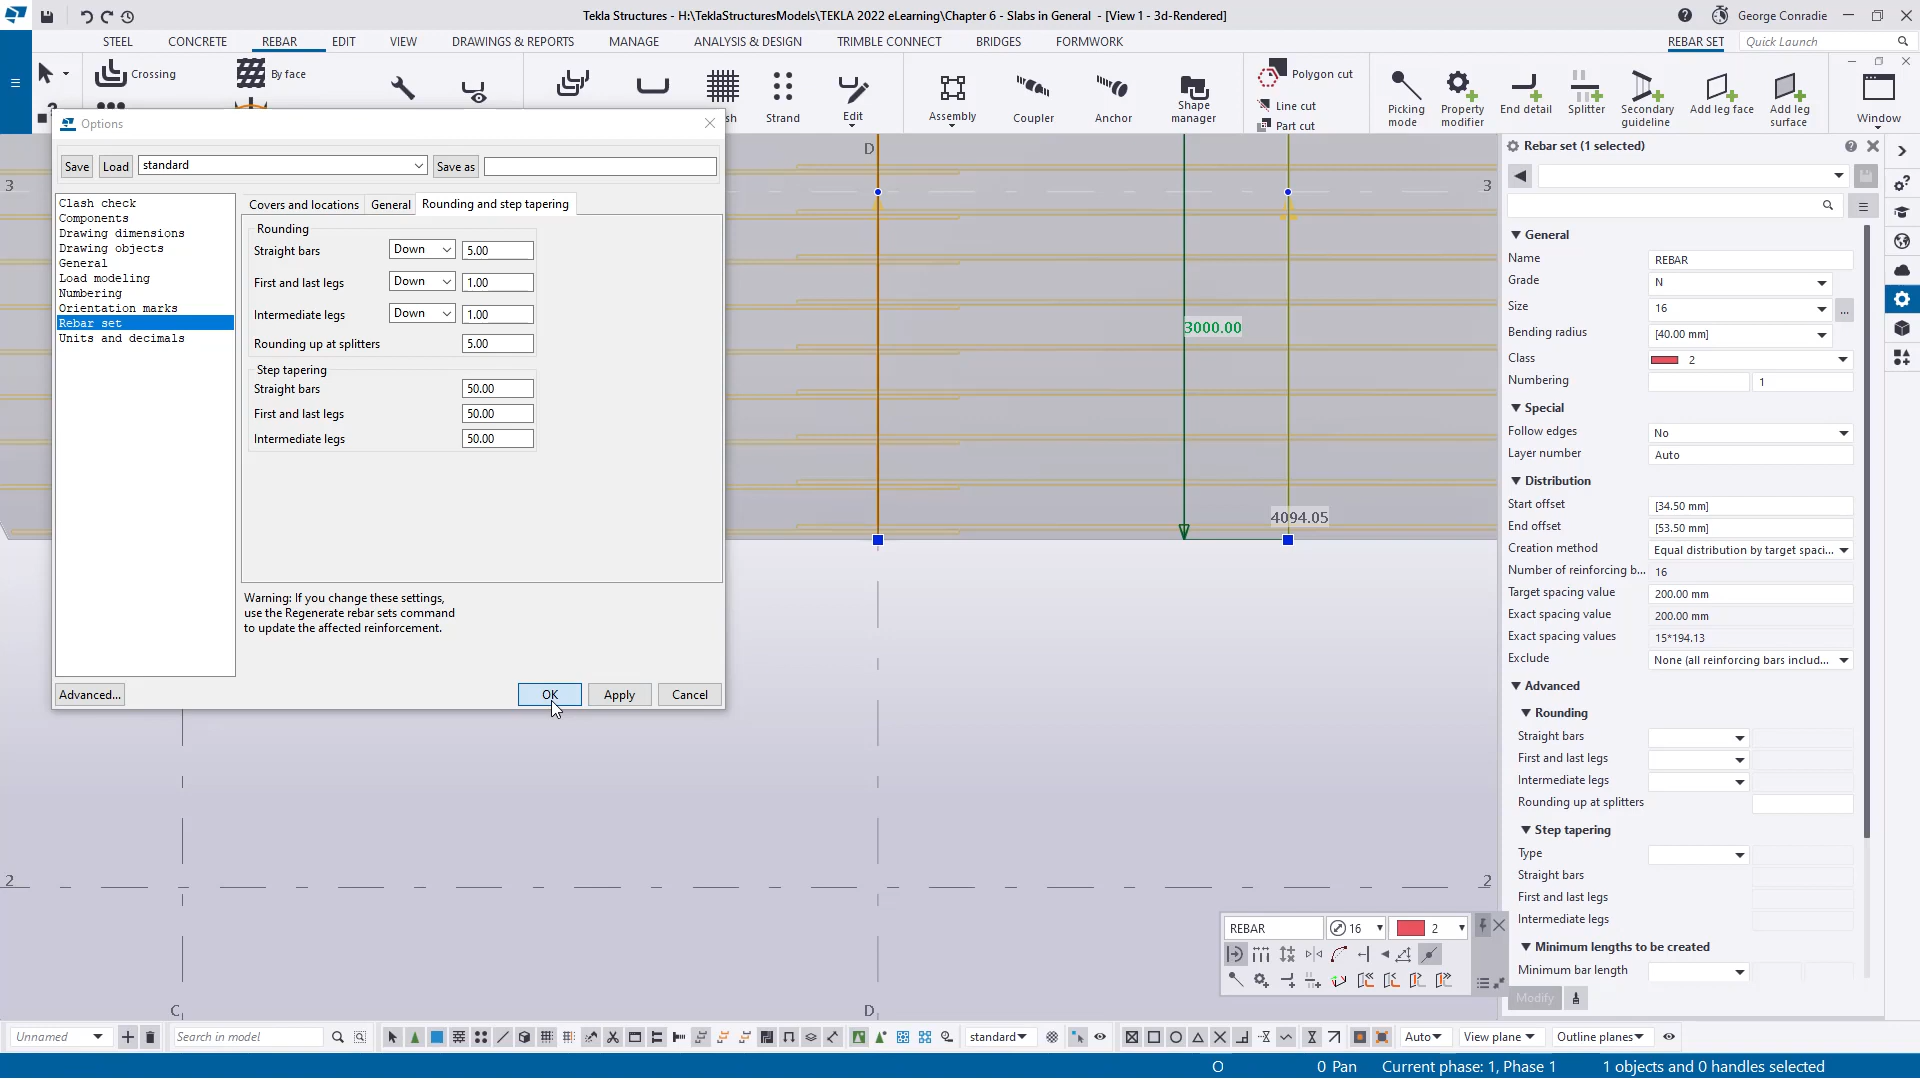 Tekla Structures - H:\TeklaStructuresModels\TEKLA 2022 eLearning\Chapter 6 - Slabs in General - [View 1 - 3d-Rendered]
George Conradie
STEEL CONCRETE REBAR EDIT VIEW DRAWINGS & REPORTS MANAGE ANALYSIS & DESIGN TRIMBLE CONNECT BRIDGES FORMWORK REBAR SET Quick Launch
Crossing
By face
Strand
Edit
Assembly
Coupler
Anchor
Shape manager
Polygon cut
Line cut
Part cut
Picking mode
Property modifier
End detail
Splitter
Secondary guideline
Add leg face
Add leg surface
Window
Options
Save Load standard Save as
Clash check
Components
Drawing dimensions
Drawing objects
General
Load modeling
Numbering
Orientation marks
Rebar set
Units and decimals
Covers and locations General Rounding and step tapering
Rounding
Straight bars Down 5.00
First and last legs Down 1.00
Intermediate legs Down 1.00
Rounding up at splitters 5.00
Step tapering
Straight bars 50.00
First and last legs 50.00
Intermediate legs 50.00
Warning: If you change these settings,
use the Regenerate rebar sets command
to update the affected reinforcement.
Advanced... OK Apply Cancel
3
D
3
3000.00
4094.05
2
2
C
D
Rebar set (1 selected)
General
Name REBAR
Grade N
Size 16 ...
Bending radius [40.00 mm]
Class 2
Numbering 1
Special
Follow edges No
Layer number Auto
Distribution
Start offset [34.50 mm]
End offset [53.50 mm]
Creation method Equal distribution by target spaci...
Number of reinforcing b... 16
Target spacing value 200.00 mm
Exact spacing value 200.00 mm
Exact spacing values 15*194.13
Exclude None (all reinforcing bars includ...
Advanced
Rounding
Straight bars
First and last legs
Intermediate legs
Rounding up at splitters
Step tapering
Type
Straight bars
First and last legs
Intermediate legs
Minimum lengths to be created
Minimum bar length
Modify
REBAR 16 2
Unnamed Search in model standard Auto View plane Outline planes
O 0 Pan Current phase: 1, Phase 1 1 objects and 0 handles selected